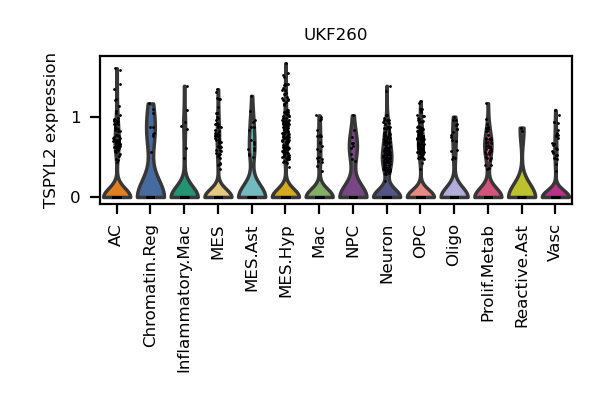 UKF260
TSPYL2 expression
1
0
AC
Chromatin.Reg
Inflammatory.Mac
MES
MES.Ast
MES.Hyp
Mac
NPC
Neuron
OPC
Oligo
Prolif.Metab
Reactive.Ast
Vasc